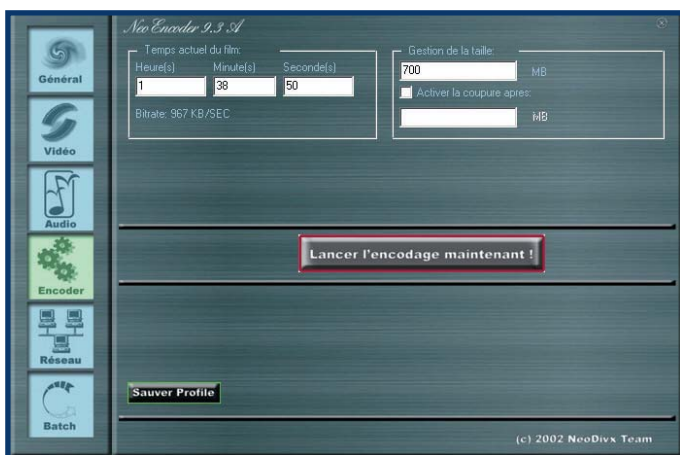 Neo Encoder 9.3 A
Général
Vidéo
Audio
Encoder
Réseau
Batch
Temps actuel du film:
Heure(s) Minute(s) Seconde(s)
1 38 50
Bitrate: 967 KB/SEC
Gestion de la taille:
700 MB
Activer la coupure apres:
MB
Lancer l'encodage maintenant !
Sauver Profile
(c) 2002 NeoDivx Team